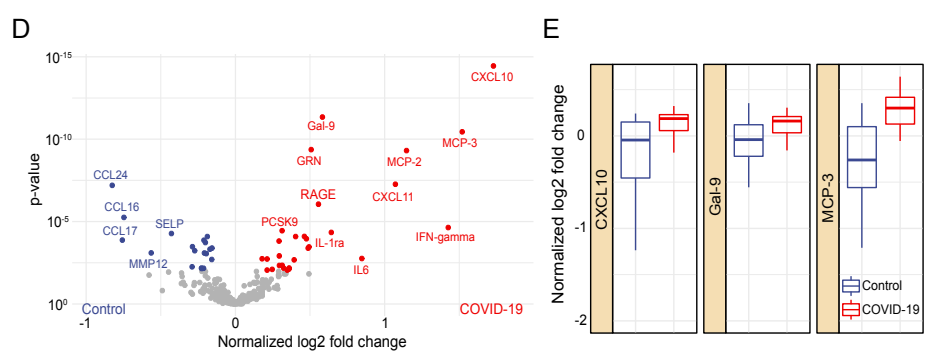 D
p-value
10-15
10-10
10-5
100
CXCL10
Gal-9
MCP-3
GRN
MCP-2
CCL24
CXCL11
RAGE
CCL16
PCSK9
SELP
CCL17
IL-1ra
IFN-gamma
MMP12
IL6
Control
COVID-19
-1
0
1
Normalized log2 fold change
E
Normalized log2 fold change
0
-1
-2
CXCL10
Gal-9
MCP-3
Control
COVID-19